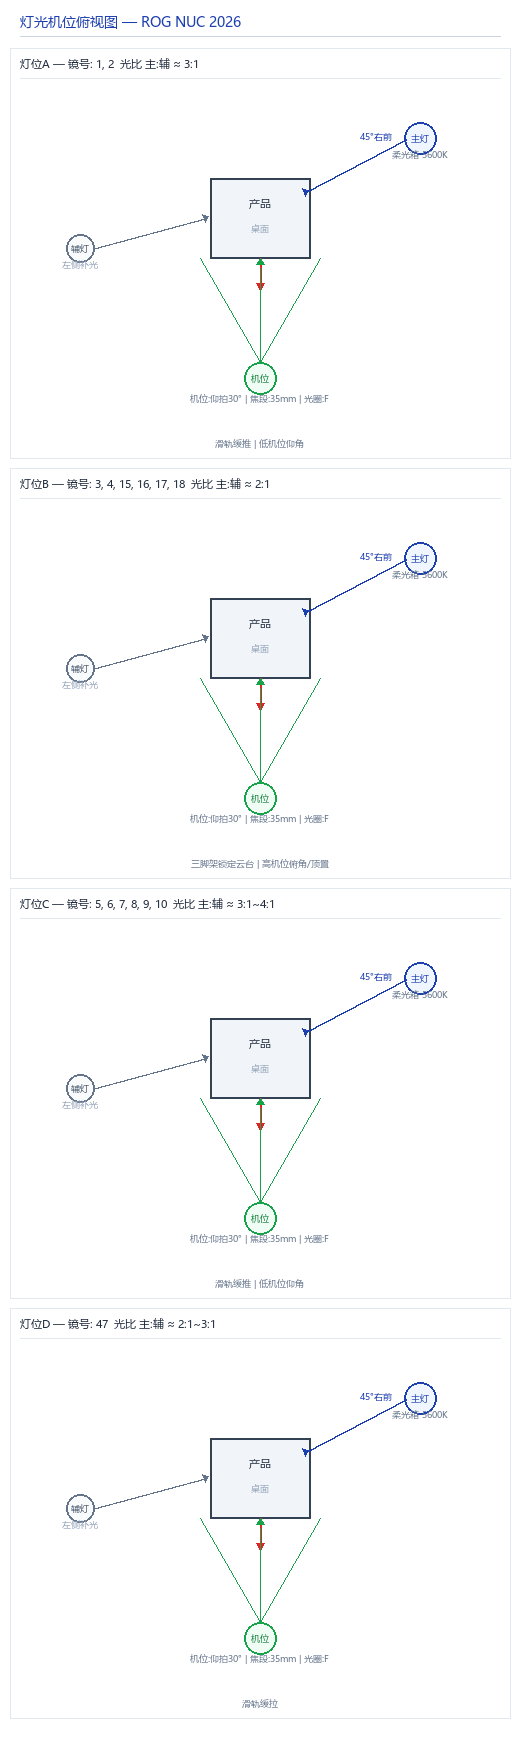 灯光机位俯视图 — ROG NUC 2026
灯位A — 镜号: 1, 2  光比 主:辅 ≈ 3:1
45°右前
主灯
柔光箱 5600K
产品
桌面
辅灯
左侧补光
机位
机位:仰拍30° | 焦段:35mm | 光圈:F
滑轨缓推 | 低机位仰角
灯位B — 镜号: 3, 4, 15, 16, 17, 18  光比 主:辅 ≈ 2:1
45°右前
主灯
柔光箱 5600K
产品
桌面
辅灯
左侧补光
机位
机位:仰拍30° | 焦段:35mm | 光圈:F
三脚架锁定云台 | 高机位俯角/顶置
灯位C — 镜号: 5, 6, 7, 8, 9, 10  光比 主:辅 ≈ 3:1~4:1
45°右前
主灯
柔光箱 5600K
产品
桌面
辅灯
左侧补光
机位
机位:仰拍30° | 焦段:35mm | 光圈:F
滑轨缓推 | 低机位仰角
灯位D — 镜号: 47  光比 主:辅 ≈ 2:1~3:1
45°右前
主灯
柔光箱 5600K
产品
桌面
辅灯
左侧补光
机位
机位:仰拍30° | 焦段:35mm | 光圈:F
滑轨缓拉